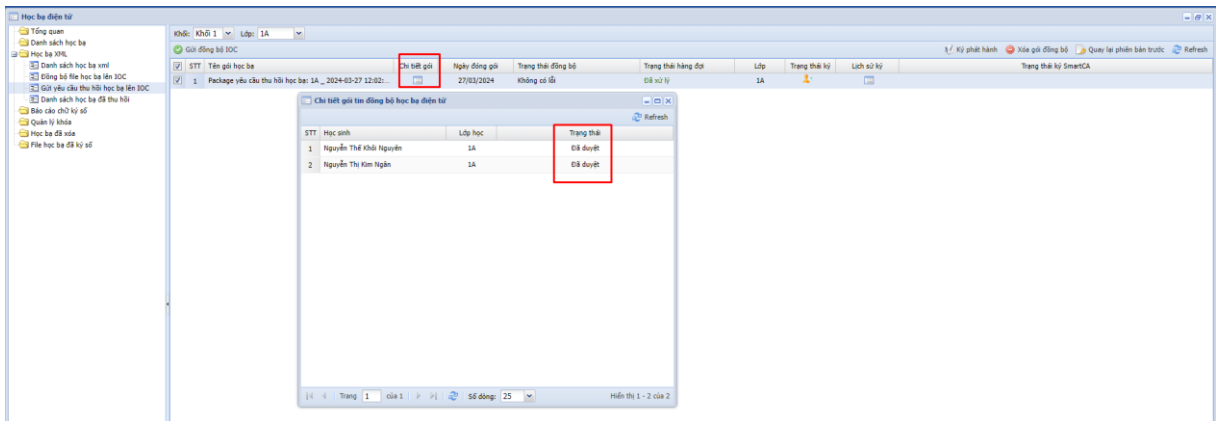 Học bạ điện tử
Tổng quan
Danh sách học bạ
Học bạ XML
Danh sách học bạ xml
Đồng bộ file học bạ lên IOC
Gửi yêu cầu thu hồi học bạ lên IOC
Danh sách học bạ đã thu hồi
Báo cáo chữ ký số
Quản lý khóa
Học bạ đã xóa
File học bạ đã ký số
Khối: Khối 1 Lớp: 1A
Gửi đồng bộ IOC Ký phát hành Xóa gói đồng bộ Quay lại phiên bản trước Refresh
STT Tên gói học bạ Chi tiết gói Ngày đóng gói Trạng thái đồng bộ Trạng thái hàng đợi Lớp Trạng thái ký Lịch sử ký Trạng thái ký SmartCA
1 Package yêu cầu thu hồi học bạ: 1A _ 2024-03-27 12:02:... 27/03/2024 Không có lỗi Đã xử lý 1A
Chi tiết gói tin đồng bộ học bạ điện tử
Refresh
STT Học sinh Lớp học Trạng thái
1 Nguyễn Thế Khôi Nguyên 1A Đã duyệt
2 Nguyễn Thị Kim Ngân 1A Đã duyệt
Trang 1 của 1 Số dòng: 25 Hiển thị 1 - 2 của 2